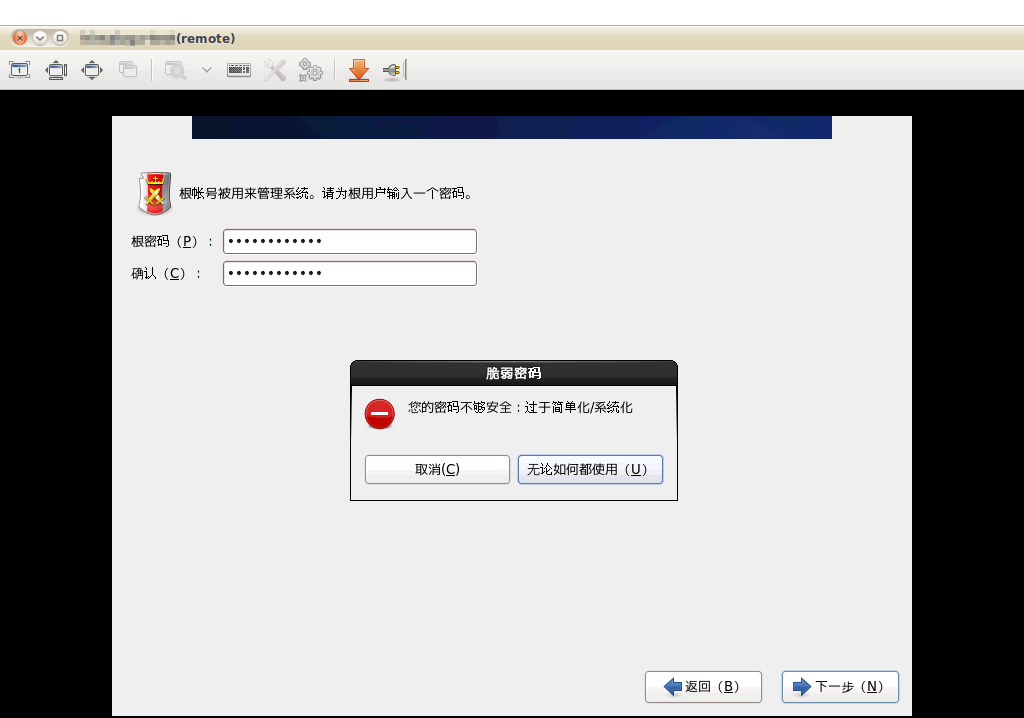 (remote)
根帐号被用来管理系统。请为根用户输入一个密码。
根密码（P）：
确认（C）：
脆弱密码
您的密码不够安全：过于简单化/系统化
取消(C)
无论如何都使用（U）
返回（B）
下一步（N）